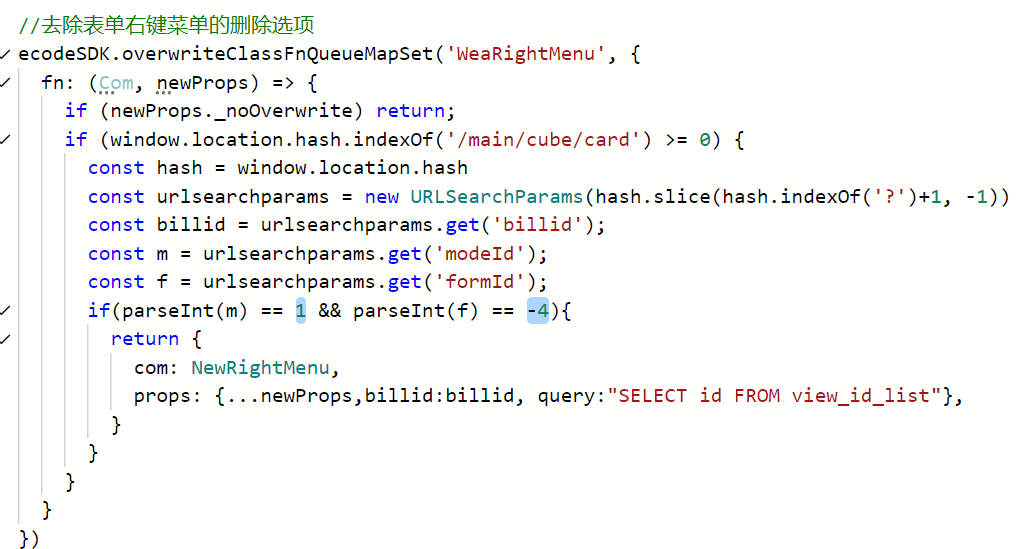 //去除表单右键菜单的删除选项
ecodeSDK.overwriteClassFnQueueMapSet('WeaRightMenu', {
  fn: (Com, newProps) => {
    if (newProps._noOverwrite) return;
    if (window.location.hash.indexOf('/main/cube/card') >= 0) {
      const hash = window.location.hash
      const urlsearchparams = new URLSearchParams(hash.slice(hash.indexOf('?')+1, -1))
      const billid = urlsearchparams.get('billid');
      const m = urlsearchparams.get('modeId');
      const f = urlsearchparams.get('formId');
      if(parseInt(m) == 1 && parseInt(f) == -4){
        return {
          com: NewRightMenu,
          props: {...newProps,billid:billid, query:"SELECT id FROM view_id_list"},
        }
      }
    }
  }
})